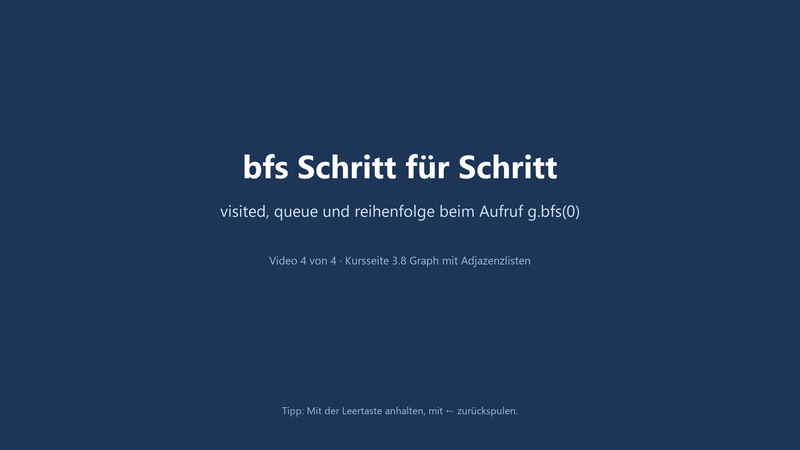 bfs Schritt für Schritt
visited, queue und reihenfolge beim Aufruf g.bfs(0)
Video 4 von 4 · Kursseite 3.8 Graph mit Adjazenzlisten
Tipp: Mit der Leertaste anhalten, mit ← zurückspulen.